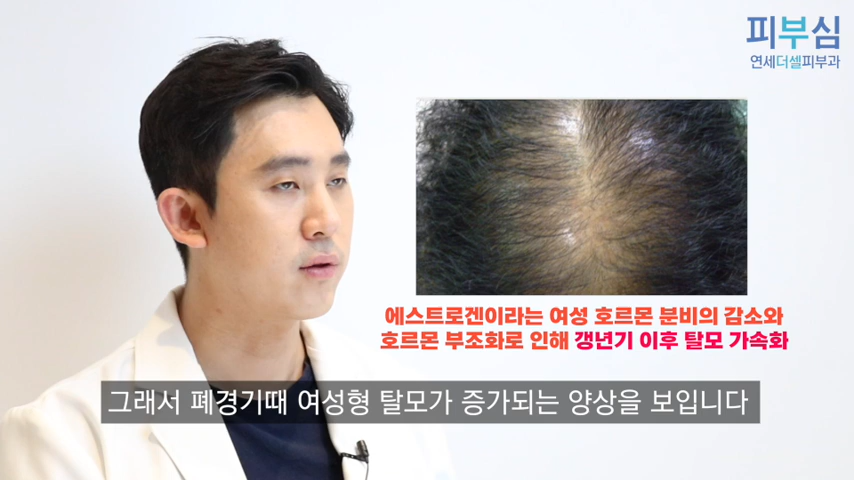 피부심
연세더셀피부과
에스트로겐이라는 여성 호르몬 분비의 감소와
호르몬 부조화로 인해 갱년기 이후 탈모 가속화
그래서 폐경기때 여성형 탈모가 증가되는 양상을 보입니다